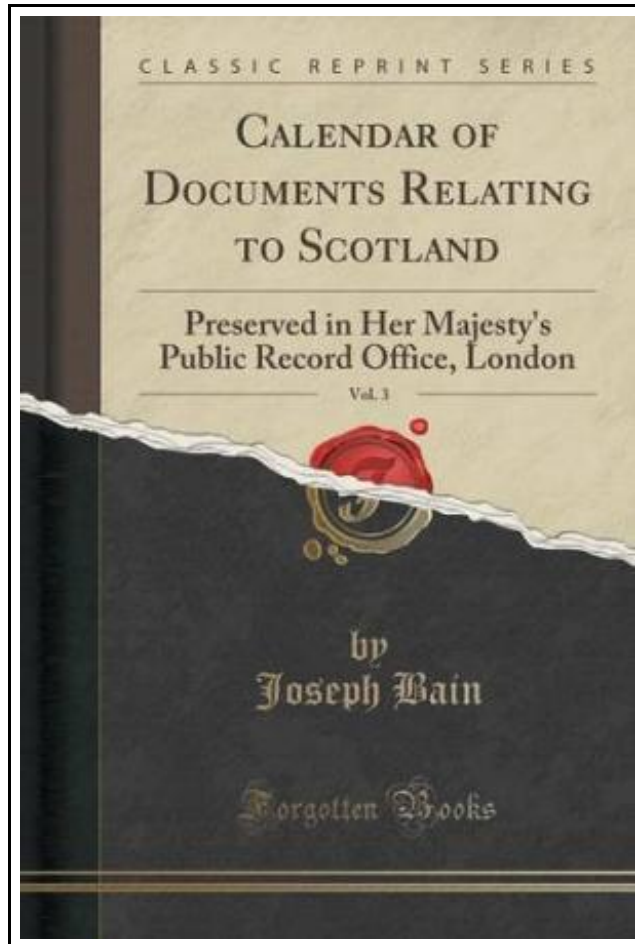 CLASSIC REPRINT SERIES
CALENDAR OF
DOCUMENTS RELATING
TO SCOTLAND
Preserved in Her Majesty's
Public Record Office, London
Vol. 3
by
Joseph Bain
Forgotten Books